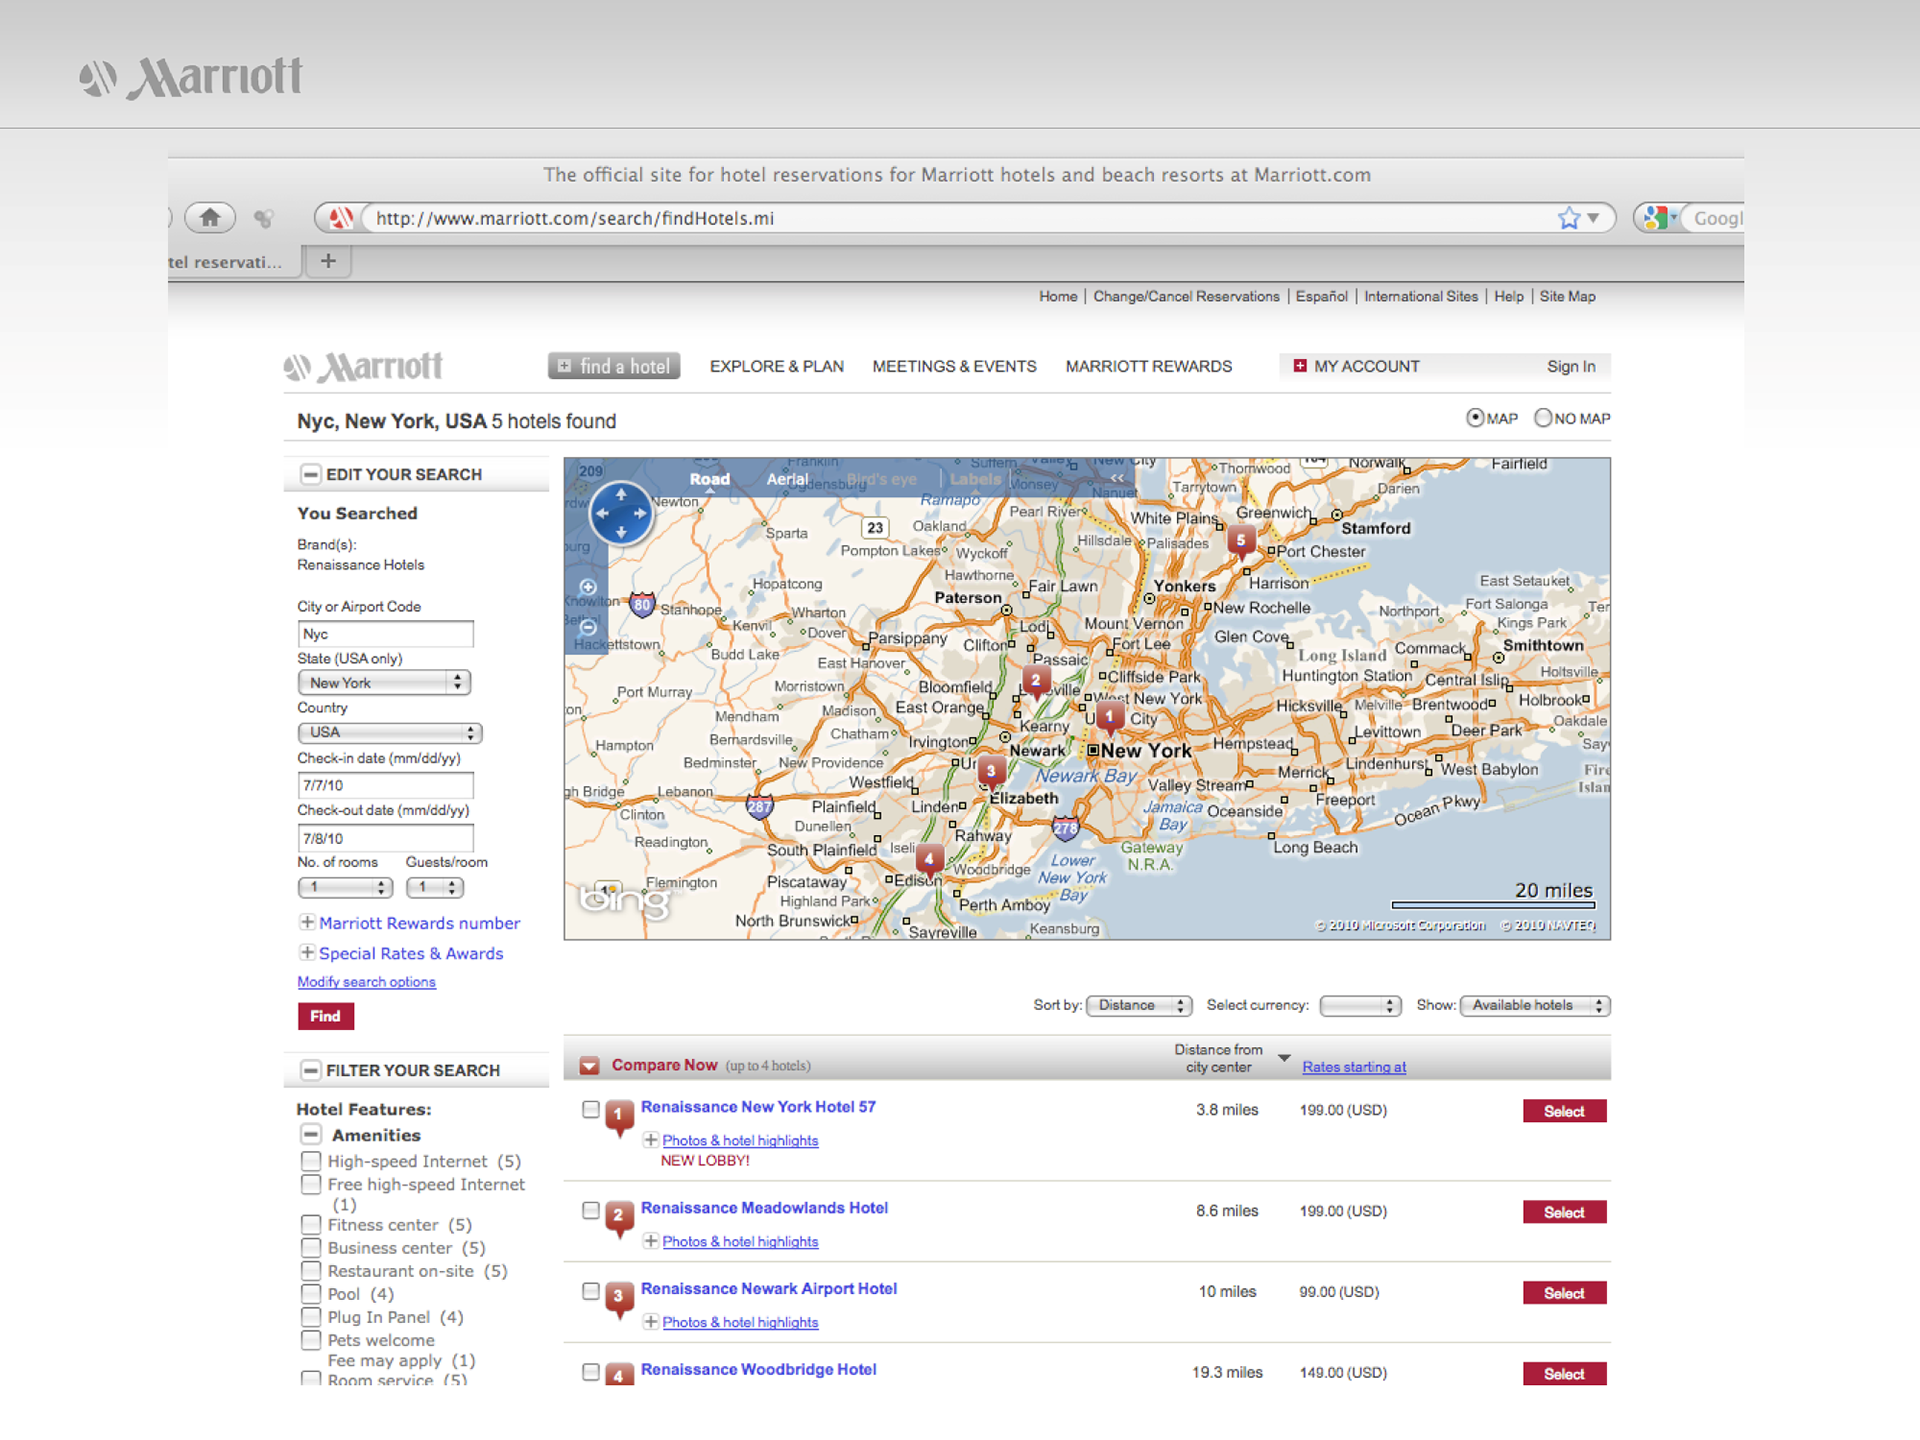 Marriott
The official site for hotel reservations for Marriott hotels and beach resorts at Marriott.com
http://www.marriott.com/search/findHotels.mi
Googl
tel reservati...
Home | Change/Cancel Reservations | Español | International Sites | Help | Site Map
Marriott
find a hotel
EXPLORE & PLAN
MEETINGS & EVENTS
MARRIOTT REWARDS
MY ACCOUNT
Sign In
Nyc, New York, USA 5 hotels found
MAP NO MAP
EDIT YOUR SEARCH
You Searched
Brand(s):
Renaissance Hotels
City or Airport Code
Nyc
State (USA only)
New York
Country
USA
Check-in date (mm/dd/yy)
7/7/10
Check-out date (mm/dd/yy)
7/8/10
No. of rooms Guests/room
1 1
Marriott Rewards number
Special Rates & Awards
Modify search options
Find
FILTER YOUR SEARCH
Hotel Features:
Amenities
High-speed Internet (5)
Free high-speed Internet
(1)
Fitness center (5)
Business center (5)
Restaurant on-site (5)
Pool (4)
Plug In Panel (4)
Pets welcome
Fee may apply (1)
Room service (5)
209
Road
Aerial
Bird's eye
Labels
<<
Franklin
Ogdensburg
Suffern
Monsey
Nanuet
New City
Ramapo
Thornwood
Norwalk
Fairfield
Tarrytown
Darien
Newton
Pearl River
White Plains
Greenwich
Stamford
Sparta
23
Oakland
Pompton Lakes
Wyckoff
Hillsdale
Palisades
5
Port Chester
Hopatcong
Hawthorne
Fair Lawn
Yonkers
Harrison
East Setauket
Paterson
80
Stanhope
Wharton
New Rochelle
Northport
Fort Salonga
Kings Park
Kenvil
Dover
Parsippany
Lodi
Mount Vernon
Glen Cove
Hackettstown
Budd Lake
East Hanover
Clifton
Fort Lee
Long Island
Commack
Smithtown
Passaic
Port Murray
Morristown
Bloomfield
2
Cliffside Park
Huntington Station
Central Islip
Holtsville
Mendham
Madison
East Orange
West New York
1
City
Hicksville
Melville
Brentwood
Holbrook
Hampton
Bernardsville
Chatham
Irvington
Kearny
Newark
New York
Hempstead
Levittown
Deer Park
Oakdale
Bedminster
New Providence
Westfield
3
Newark Bay
Valley Stream
Merrick
Lindenhurst
West Babylon
gh Bridge
Lebanon
287
Plainfield
Linden
Elizabeth
Jamaica
Bay
Oceanside
Freeport
Ocean Pkwy
Clinton
Dunellen
Rahway
278
Readington
South Plainfield
Iselin
4
Woodbridge
Lower
New York
Bay
Gateway
N.R.A.
Long Beach
Flemington
Piscataway
Edison
Highland Park
Perth Amboy
North Brunswick
Sayreville
Keansburg
bing
20 miles
© 2010 Microsoft Corporation © 2010 NAVTEQ
Sort by: Distance Select currency: Show: Available hotels
Compare Now (up to 4 hotels)
Distance from
city center
Rates starting at
1 Renaissance New York Hotel 57 3.8 miles 199.00 (USD) Select
Photos & hotel highlights
NEW LOBBY!
2 Renaissance Meadowlands Hotel 8.6 miles 199.00 (USD) Select
Photos & hotel highlights
3 Renaissance Newark Airport Hotel 10 miles 99.00 (USD) Select
Photos & hotel highlights
4 Renaissance Woodbridge Hotel 19.3 miles 149.00 (USD) Select